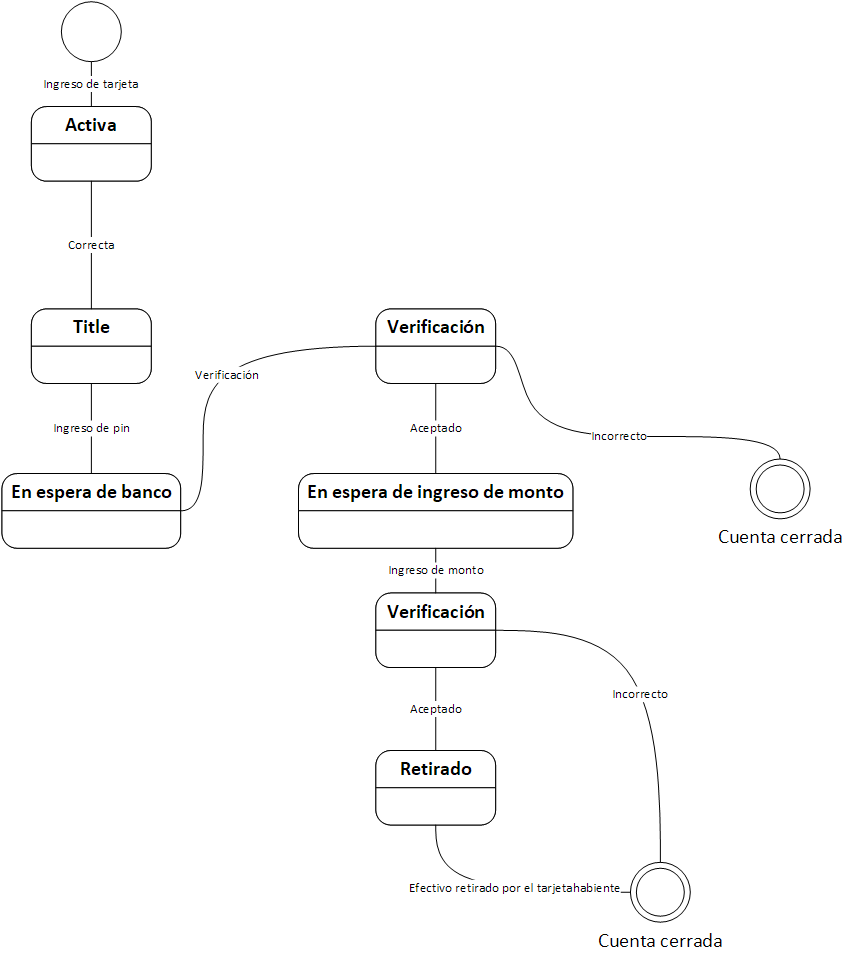 Ingreso de tarjeta
Activa
Correcta
Title
Verificación
Verificación
Ingreso de pin
Aceptado
Incorrecto
En espera de banco
En espera de ingreso de monto
Cuenta cerrada
Ingreso de monto
Verificación
Incorrecto
Aceptado
Retirado
Efectivo retirado por el tarjetahabiente
Cuenta cerrada